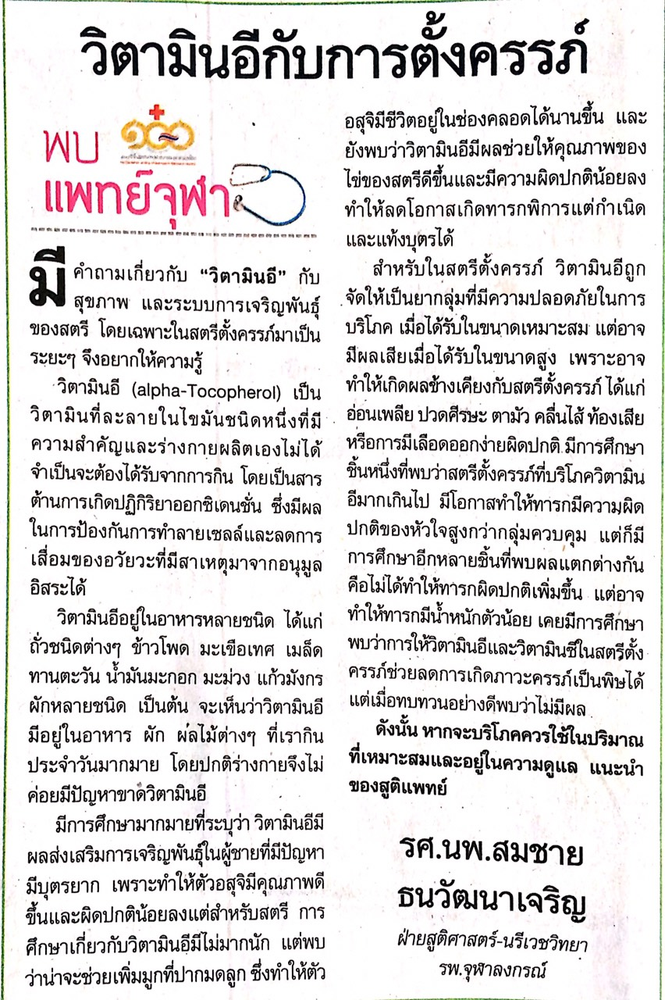 วิตามินอีกับการตั้งครรภ์
พบ
แพทย์จุฬา
มีคำถามเกี่ยวกับ “วิตามินอี” กับ
สุขภาพ และระบบการเจริญพันธุ์
ของสตรี โดยเฉพาะในสตรีตั้งครรภ์มาเป็น
ระยะๆ จึงอยากให้ความรู้
วิตามินอี (alpha-Tocopherol) เป็น
วิตามินที่ละลายในไขมันชนิดหนึ่งที่มี
ความสำคัญและร่างกายผลิตเองไม่ได้
จำเป็นจะต้องได้รับจากการกิน โดยเป็นสาร
ต้านการเกิดปฏิกิริยาออกซิเดนชั่น ซึ่งมีผล
ในการป้องกันการทำลายเซลล์และลดการ
เสื่อมของอวัยวะที่มีสาเหตุมาจากอนุมูล
อิสระได้
วิตามินอีอยู่ในอาหารหลายชนิด ได้แก่
ถั่วชนิดต่างๆ ข้าวโพด มะเขือเทศ เมล็ด
ทานตะวัน น้ำมันมะกอก มะม่วง แก้วมังกร
ผักหลายชนิด เป็นต้น จะเห็นว่าวิตามินอี
มีอยู่ในอาหาร ผัก ผลไม้ต่างๆ ที่เรากิน
ประจำวันมากมาย โดยปกติร่างกายจึงไม่
ค่อยมีปัญหาขาดวิตามินอี
มีการศึกษามากมายที่ระบุว่า วิตามินอีมี
ผลส่งเสริมการเจริญพันธุ์ในผู้ชายที่มีปัญหา
มีบุตรยาก เพราะทำให้ตัวอสุจิมีคุณภาพดี
ขึ้นและผิดปกติน้อยลงแต่สำหรับสตรี การ
ศึกษาเกี่ยวกับวิตามินอีมีไม่มากนัก แต่พบ
ว่าน่าจะช่วยเพิ่มมูกที่ปากมดลูก ซึ่งทำให้ตัว
อสุจิมีชีวิตอยู่ในช่องคลอดได้นานขึ้น และ
ยังพบว่าวิตามินอีมีผลช่วยให้คุณภาพของ
ไข่ของสตรีดีขึ้นและมีความผิดปกติน้อยลง
ทำให้ลดโอกาสเกิดทารกพิการแต่กำเนิด
และแท้งบุตรได้
สำหรับในสตรีตั้งครรภ์ วิตามินอีถูก
จัดให้เป็นยากลุ่มที่มีความปลอดภัยในการ
บริโภค เมื่อได้รับในขนาดเหมาะสม แต่อาจ
มีผลเสียเมื่อได้รับในขนาดสูง เพราะอาจ
ทำให้เกิดผลข้างเคียงกับสตรีตั้งครรภ์ ได้แก่
อ่อนเพลีย ปวดศีรษะ ตามัว คลื่นไส้ ท้องเสีย
หรือการมีเลือดออกง่ายผิดปกติ มีการศึกษา
ชิ้นหนึ่งที่พบว่าสตรีตั้งครรภ์ที่บริโภควิตามิน
อีมากเกินไป มีโอกาสทำให้ทารกมีความผิด
ปกติของหัวใจสูงกว่ากลุ่มควบคุม แต่ก็มี
การศึกษาอีกหลายชิ้นที่พบผลแตกต่างกัน
คือไม่ได้ทำให้ทารกผิดปกติเพิ่มขึ้น แต่อาจ
ทำให้ทารกมีน้ำหนักตัวน้อย เคยมีการศึกษา
พบว่าการให้วิตามินอีและวิตามินซีในสตรีตั้ง
ครรภ์ช่วยลดการเกิดภาวะครรภ์เป็นพิษได้
แต่เมื่อทบทวนอย่างดีพบว่าไม่มีผล
ดังนั้น หากจะบริโภคควรใช้ในปริมาณ
ที่เหมาะสมและอยู่ในความดูแล แนะนำ
ของสูติแพทย์
รศ.นพ.สมชาย
ธนวัฒนาเจริญ
ฝ่ายสูติศาสตร์-นรีเวชวิทยา
รพ.จุฬาลงกรณ์